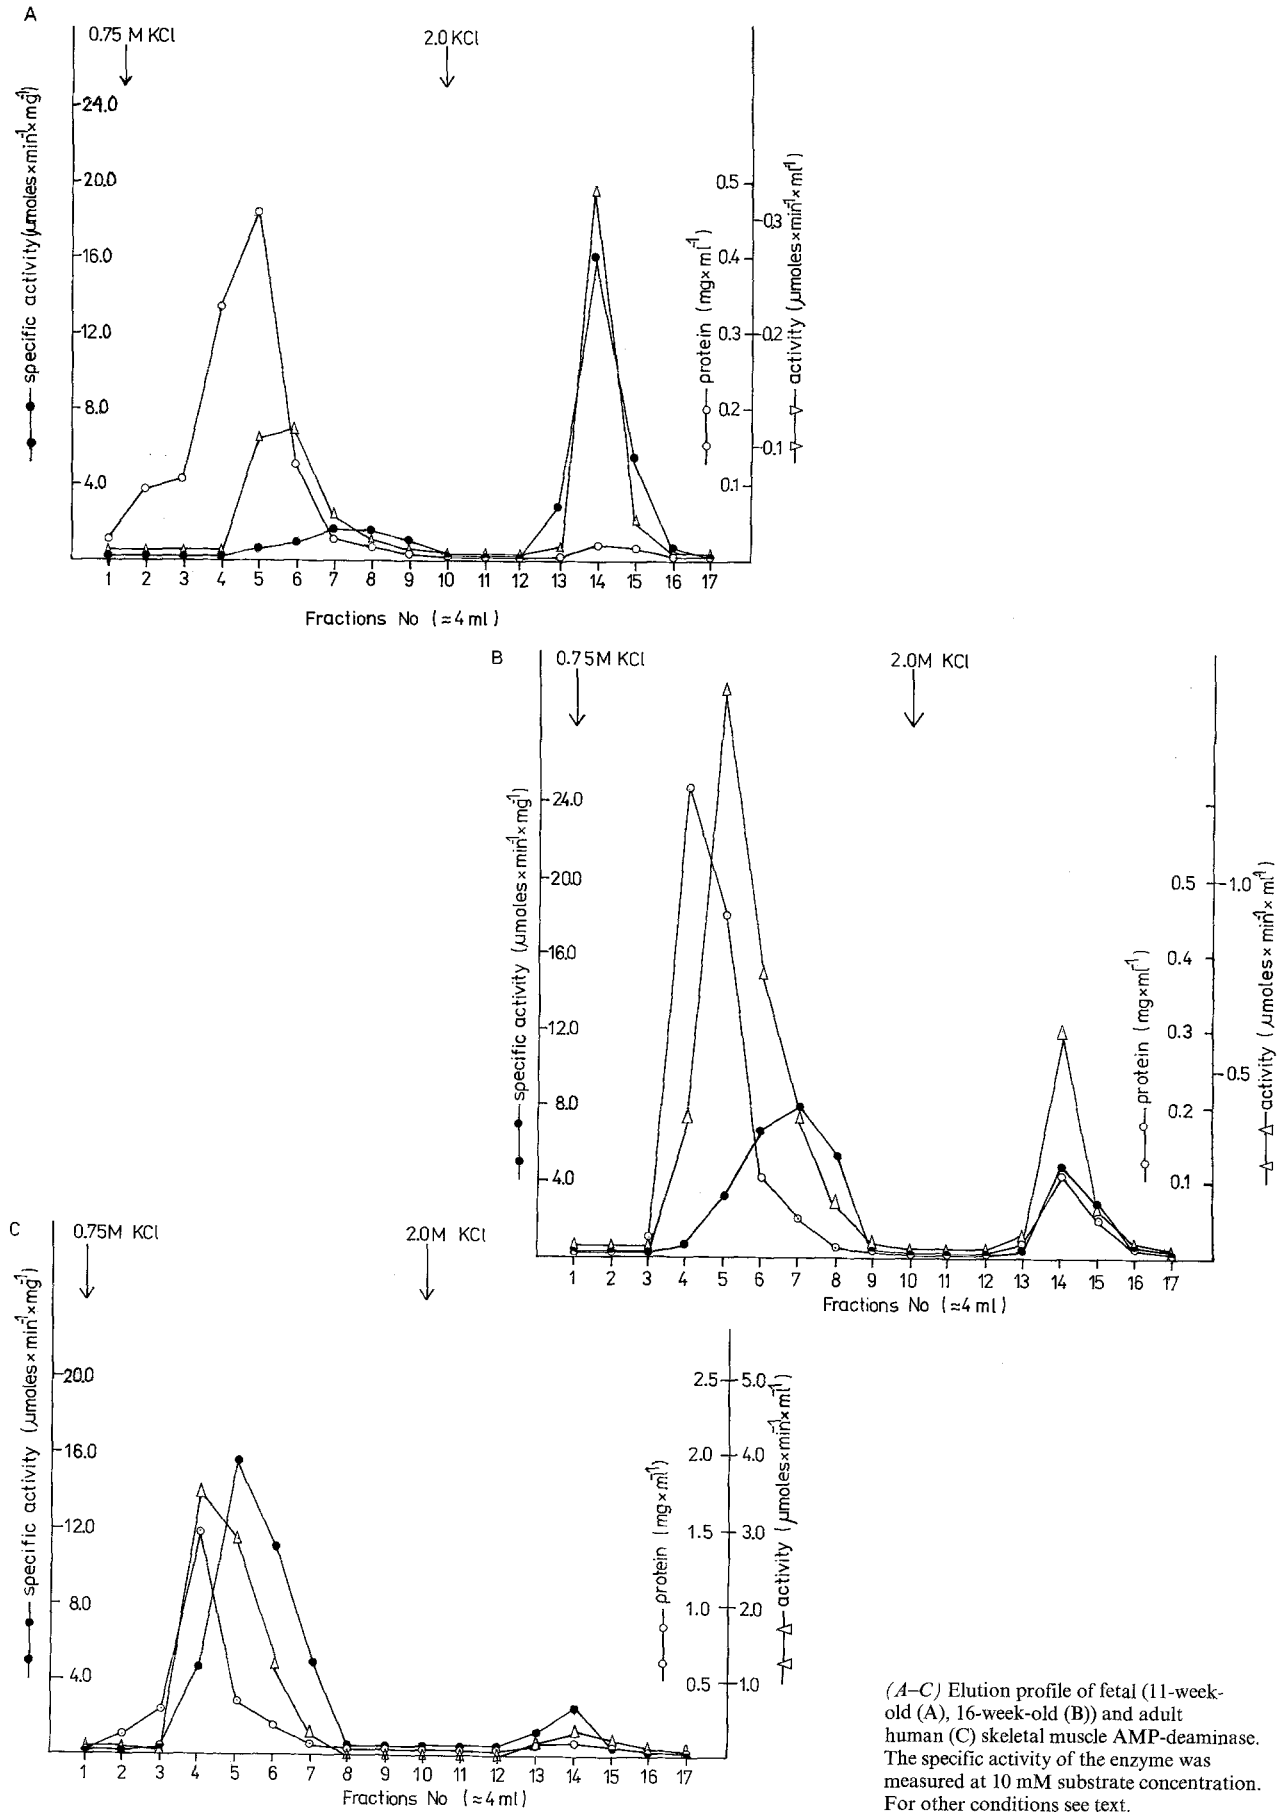 A
0.75 M KCl
2.0 KCl
specific activity (µmoles×min⁻¹×mg⁻¹)
24.0
20.0
16.0
12.0
8.0
4.0
protein (mg×ml⁻¹)
0.5
0.4
0.3
0.2
0.1
activity (µmoles×min⁻¹×ml⁻¹)
0.3
0.2
0.1
1 2 3 4 5 6 7 8 9 10 11 12 13 14 15 16 17
Fractions No (≈4 ml)
B
0.75M KCl
2.0M KCl
specific activity (µmoles×min⁻¹×mg⁻¹)
24.0
20.0
16.0
12.0
8.0
4.0
protein (mg×ml⁻¹)
0.5
0.4
0.3
0.2
0.1
activity (µmoles×min⁻¹×ml⁻¹)
1.0
0.5
1 2 3 4 5 6 7 8 9 10 11 12 13 14 15 16 17
Fractions No (≈4 ml)
C
0.75M KCl
2.0M KCl
specific activity (µmoles×min⁻¹×mg⁻¹)
20.0
16.0
12.0
8.0
4.0
protein (mg×ml⁻¹)
2.5
2.0
1.5
1.0
0.5
activity (µmoles×min⁻¹×ml⁻¹)
5.0
4.0
3.0
2.0
1.0
1 2 3 4 5 6 7 8 9 10 11 12 13 14 15 16 17
Fractions No (≈4 ml)
(A–C) Elution profile of fetal (11-week-
old (A), 16-week-old (B)) and adult
human (C) skeletal muscle AMP-deaminase.
The specific activity of the enzyme was
measured at 10 mM substrate concentration.
For other conditions see text.